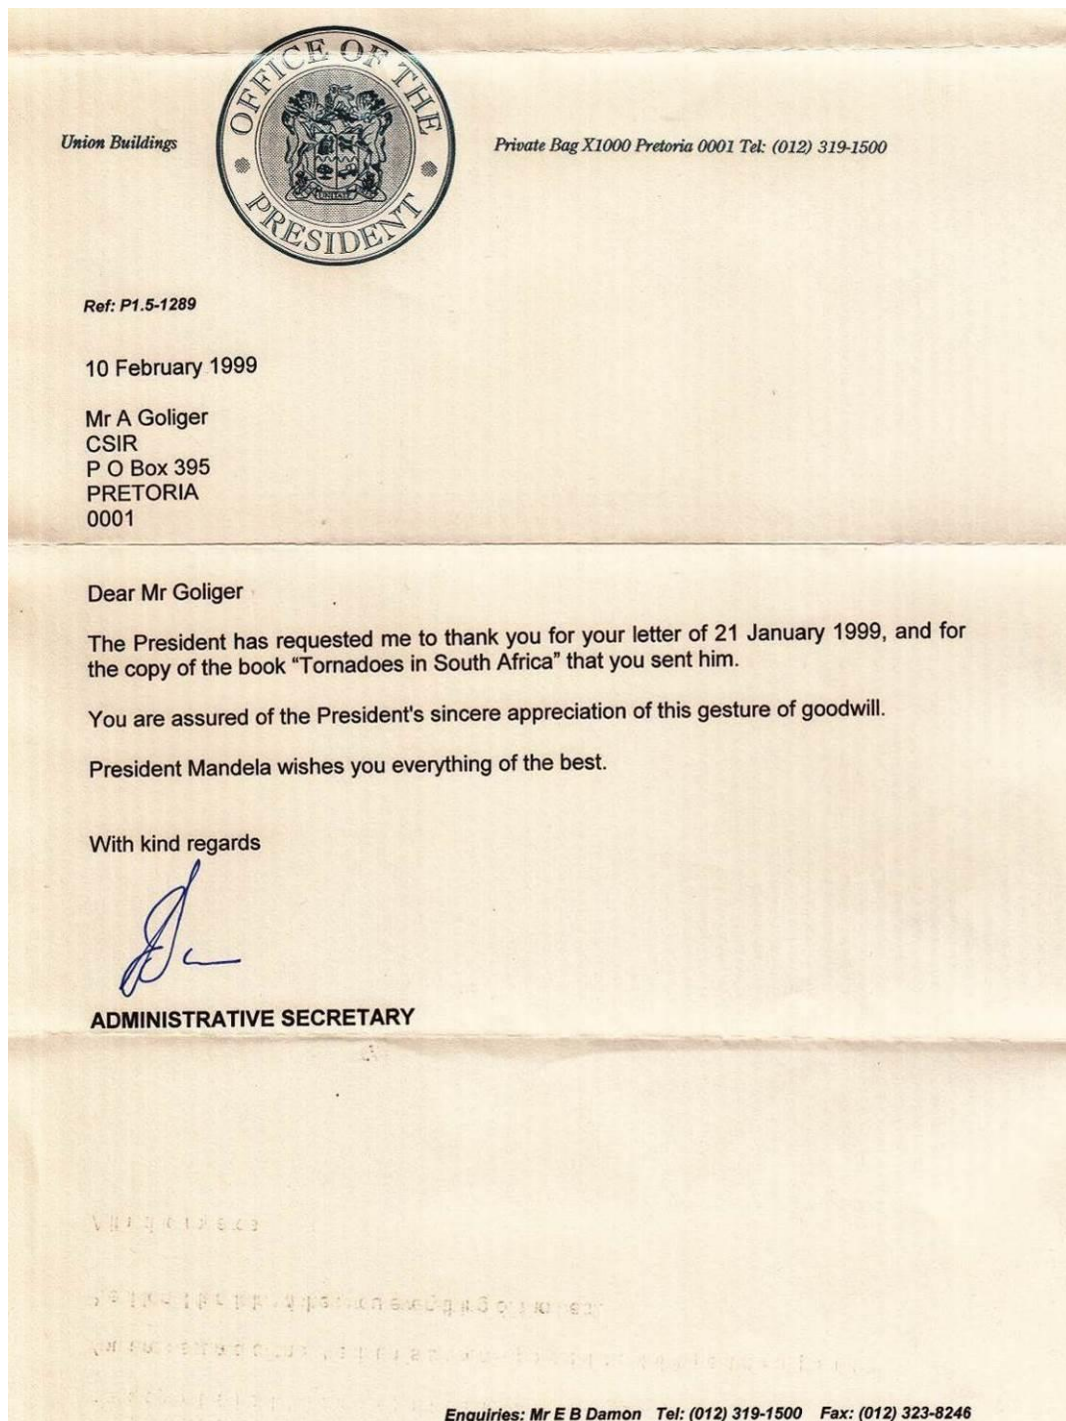 OFFICE OF THE
PRESIDENT
Union Buildings
Private Bag X1000 Pretoria 0001 Tel: (012) 319-1500
Ref: P1.5-1289
10 February 1999
Mr A Goliger
CSIR
P O Box 395
PRETORIA
0001
Dear Mr Goliger
The President has requested me to thank you for your letter of 21 January 1999, and for
the copy of the book “Tornadoes in South Africa” that you sent him.
You are assured of the President's sincere appreciation of this gesture of goodwill.
President Mandela wishes you everything of the best.
With kind regards
ADMINISTRATIVE SECRETARY
Enquiries: Mr E B Damon Tel: (012) 319-1500 Fax: (012) 323-8246